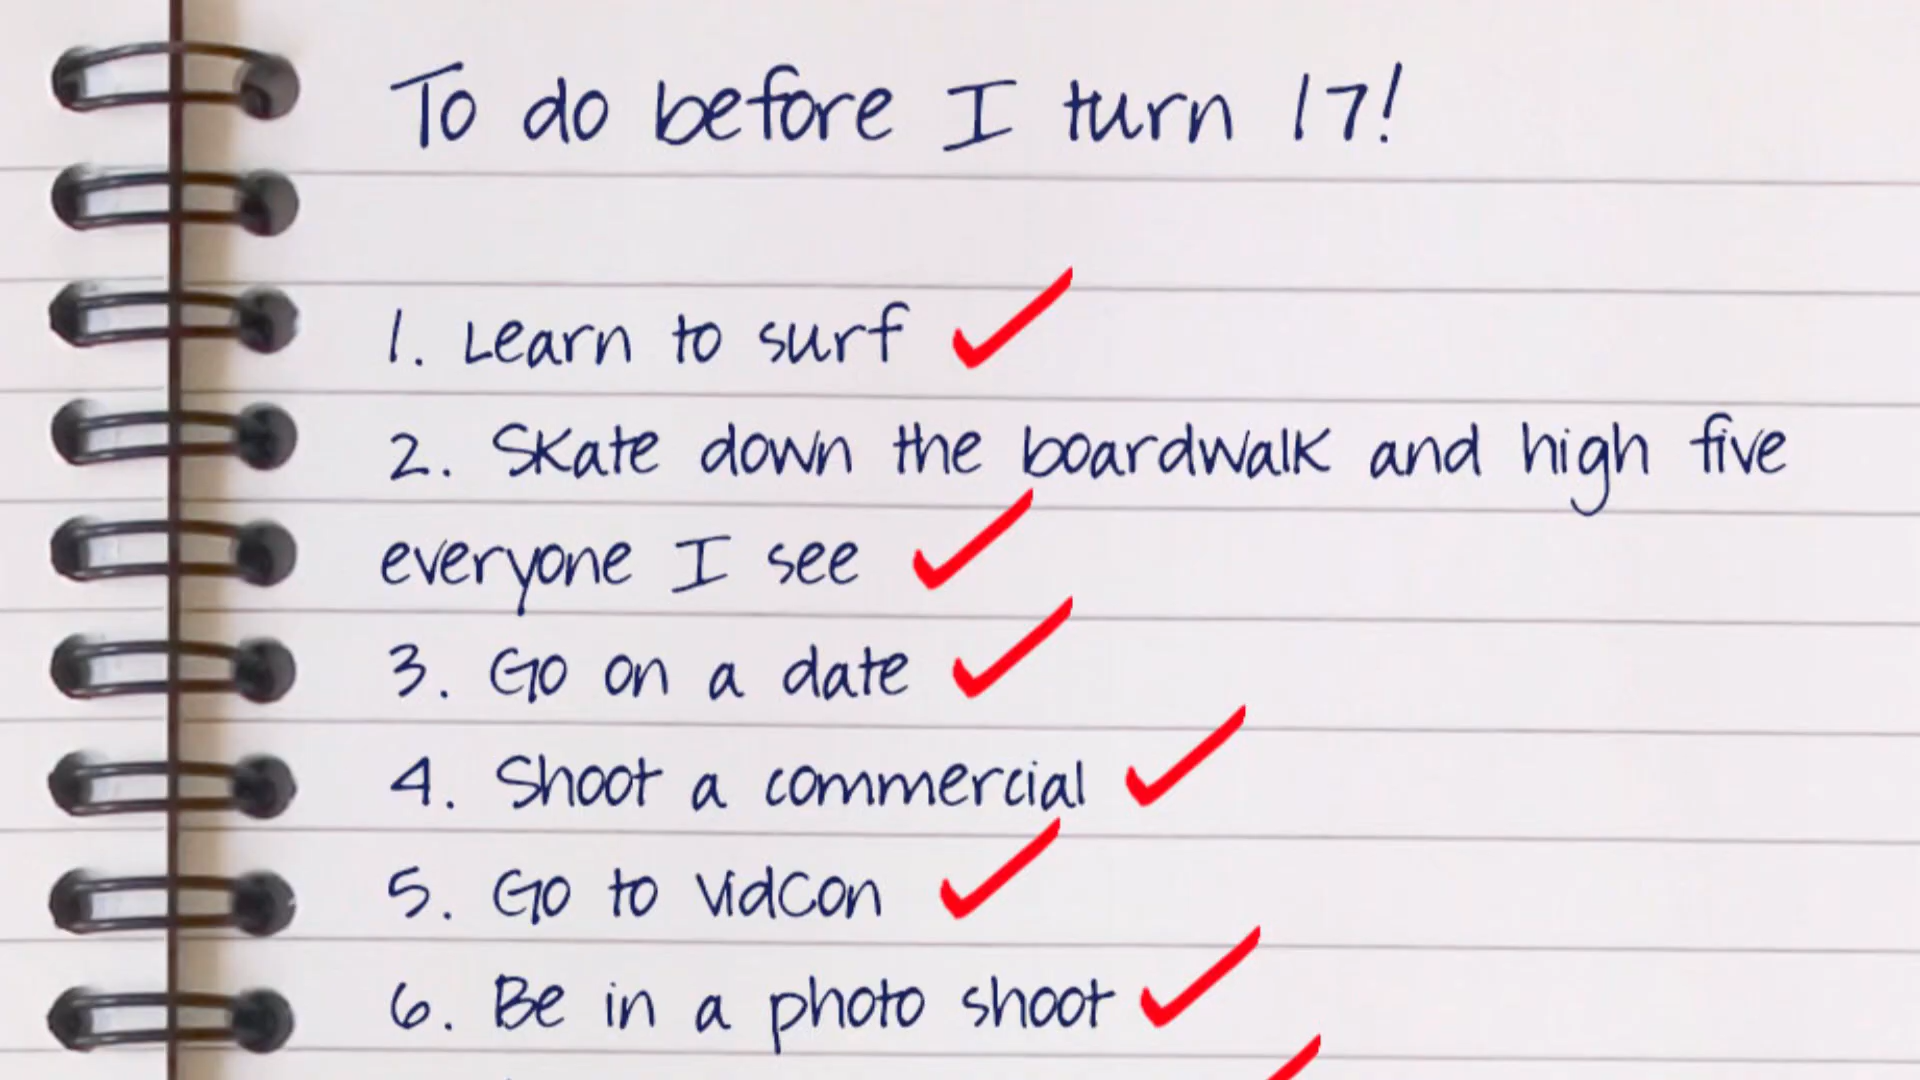 To do before I turn 17!
1. Learn to surf
2. Skate down the boardwalk and high five
everyone I see
3. Go on a date
4. Shoot a commercial
5. Go to VidCon
6. Be in a photo shoot